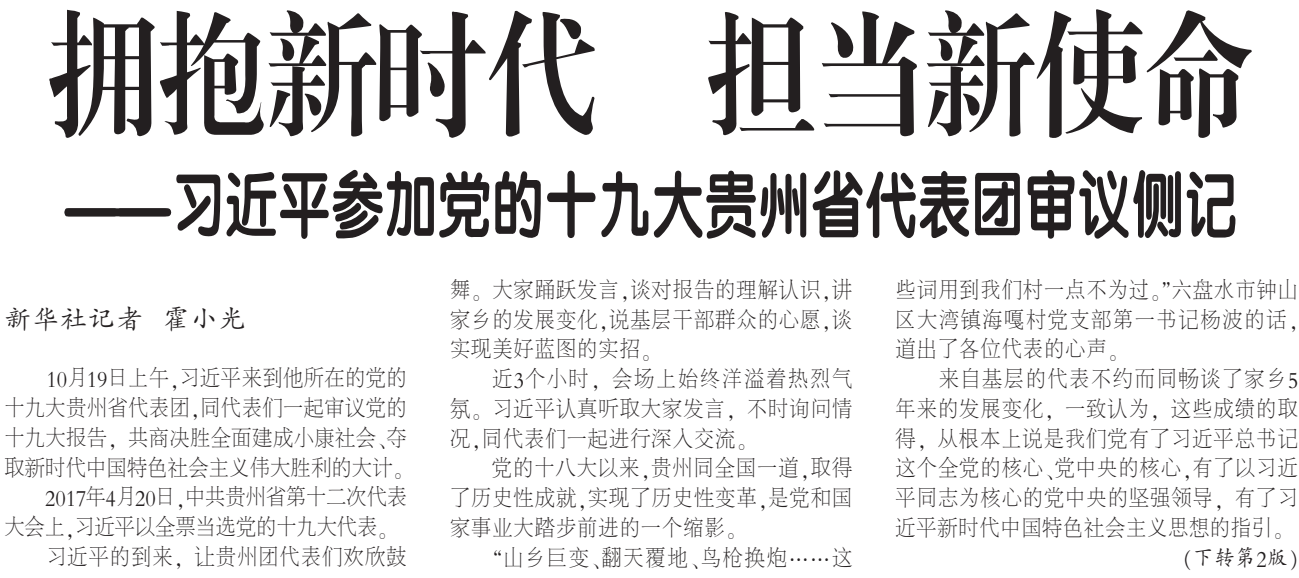 拥抱新时代 担当新使命
——习近平参加党的十九大贵州省代表团审议侧记
新华社记者 霍小光
10月19日上午,习近平来到他所在的党的
十九大贵州省代表团,同代表们一起审议党的
十九大报告，共商决胜全面建成小康社会、夺
取新时代中国特色社会主义伟大胜利的大计。
2017年4月20日,中共贵州省第十二次代表
大会上,习近平以全票当选党的十九大代表。
习近平的到来，让贵州团代表们欢欣鼓
舞。大家踊跃发言,谈对报告的理解认识,讲
家乡的发展变化,说基层干部群众的心愿,谈
实现美好蓝图的实招。
近3个小时，会场上始终洋溢着热烈气
氛。习近平认真听取大家发言，不时询问情
况,同代表们一起进行深入交流。
党的十八大以来,贵州同全国一道,取得
了历史性成就,实现了历史性变革,是党和国
家事业大踏步前进的一个缩影。
“山乡巨变、翻天覆地、鸟枪换炮……这
些词用到我们村一点不为过。”六盘水市钟山
区大湾镇海嘎村党支部第一书记杨波的话，
道出了各位代表的心声。
来自基层的代表不约而同畅谈了家乡5
年来的发展变化，一致认为，这些成绩的取
得，从根本上说是我们党有了习近平总书记
这个全党的核心、党中央的核心,有了以习近
平同志为核心的党中央的坚强领导，有了习
近平新时代中国特色社会主义思想的指引。
(下转第2版)